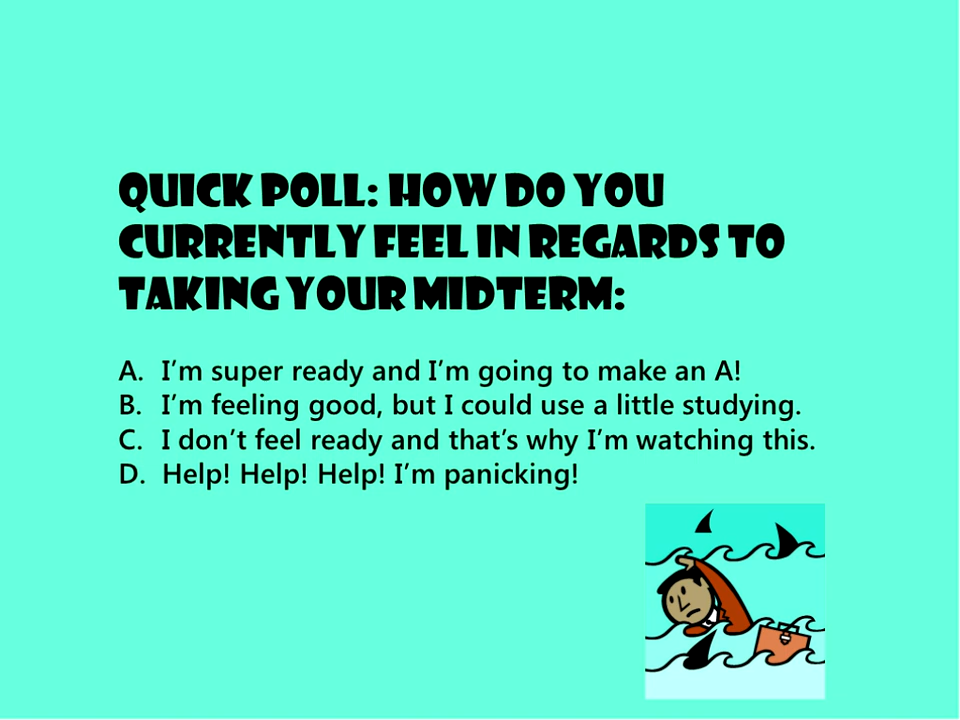 QUICK POLL: HOW DO YOU
CURRENTLY FEEL IN REGARDS TO
TAKING YOUR MIDTERM:
A. I’m super ready and I’m going to make an A!
B. I’m feeling good, but I could use a little studying.
C. I don’t feel ready and that’s why I’m watching this.
D. Help! Help! Help! I’m panicking!